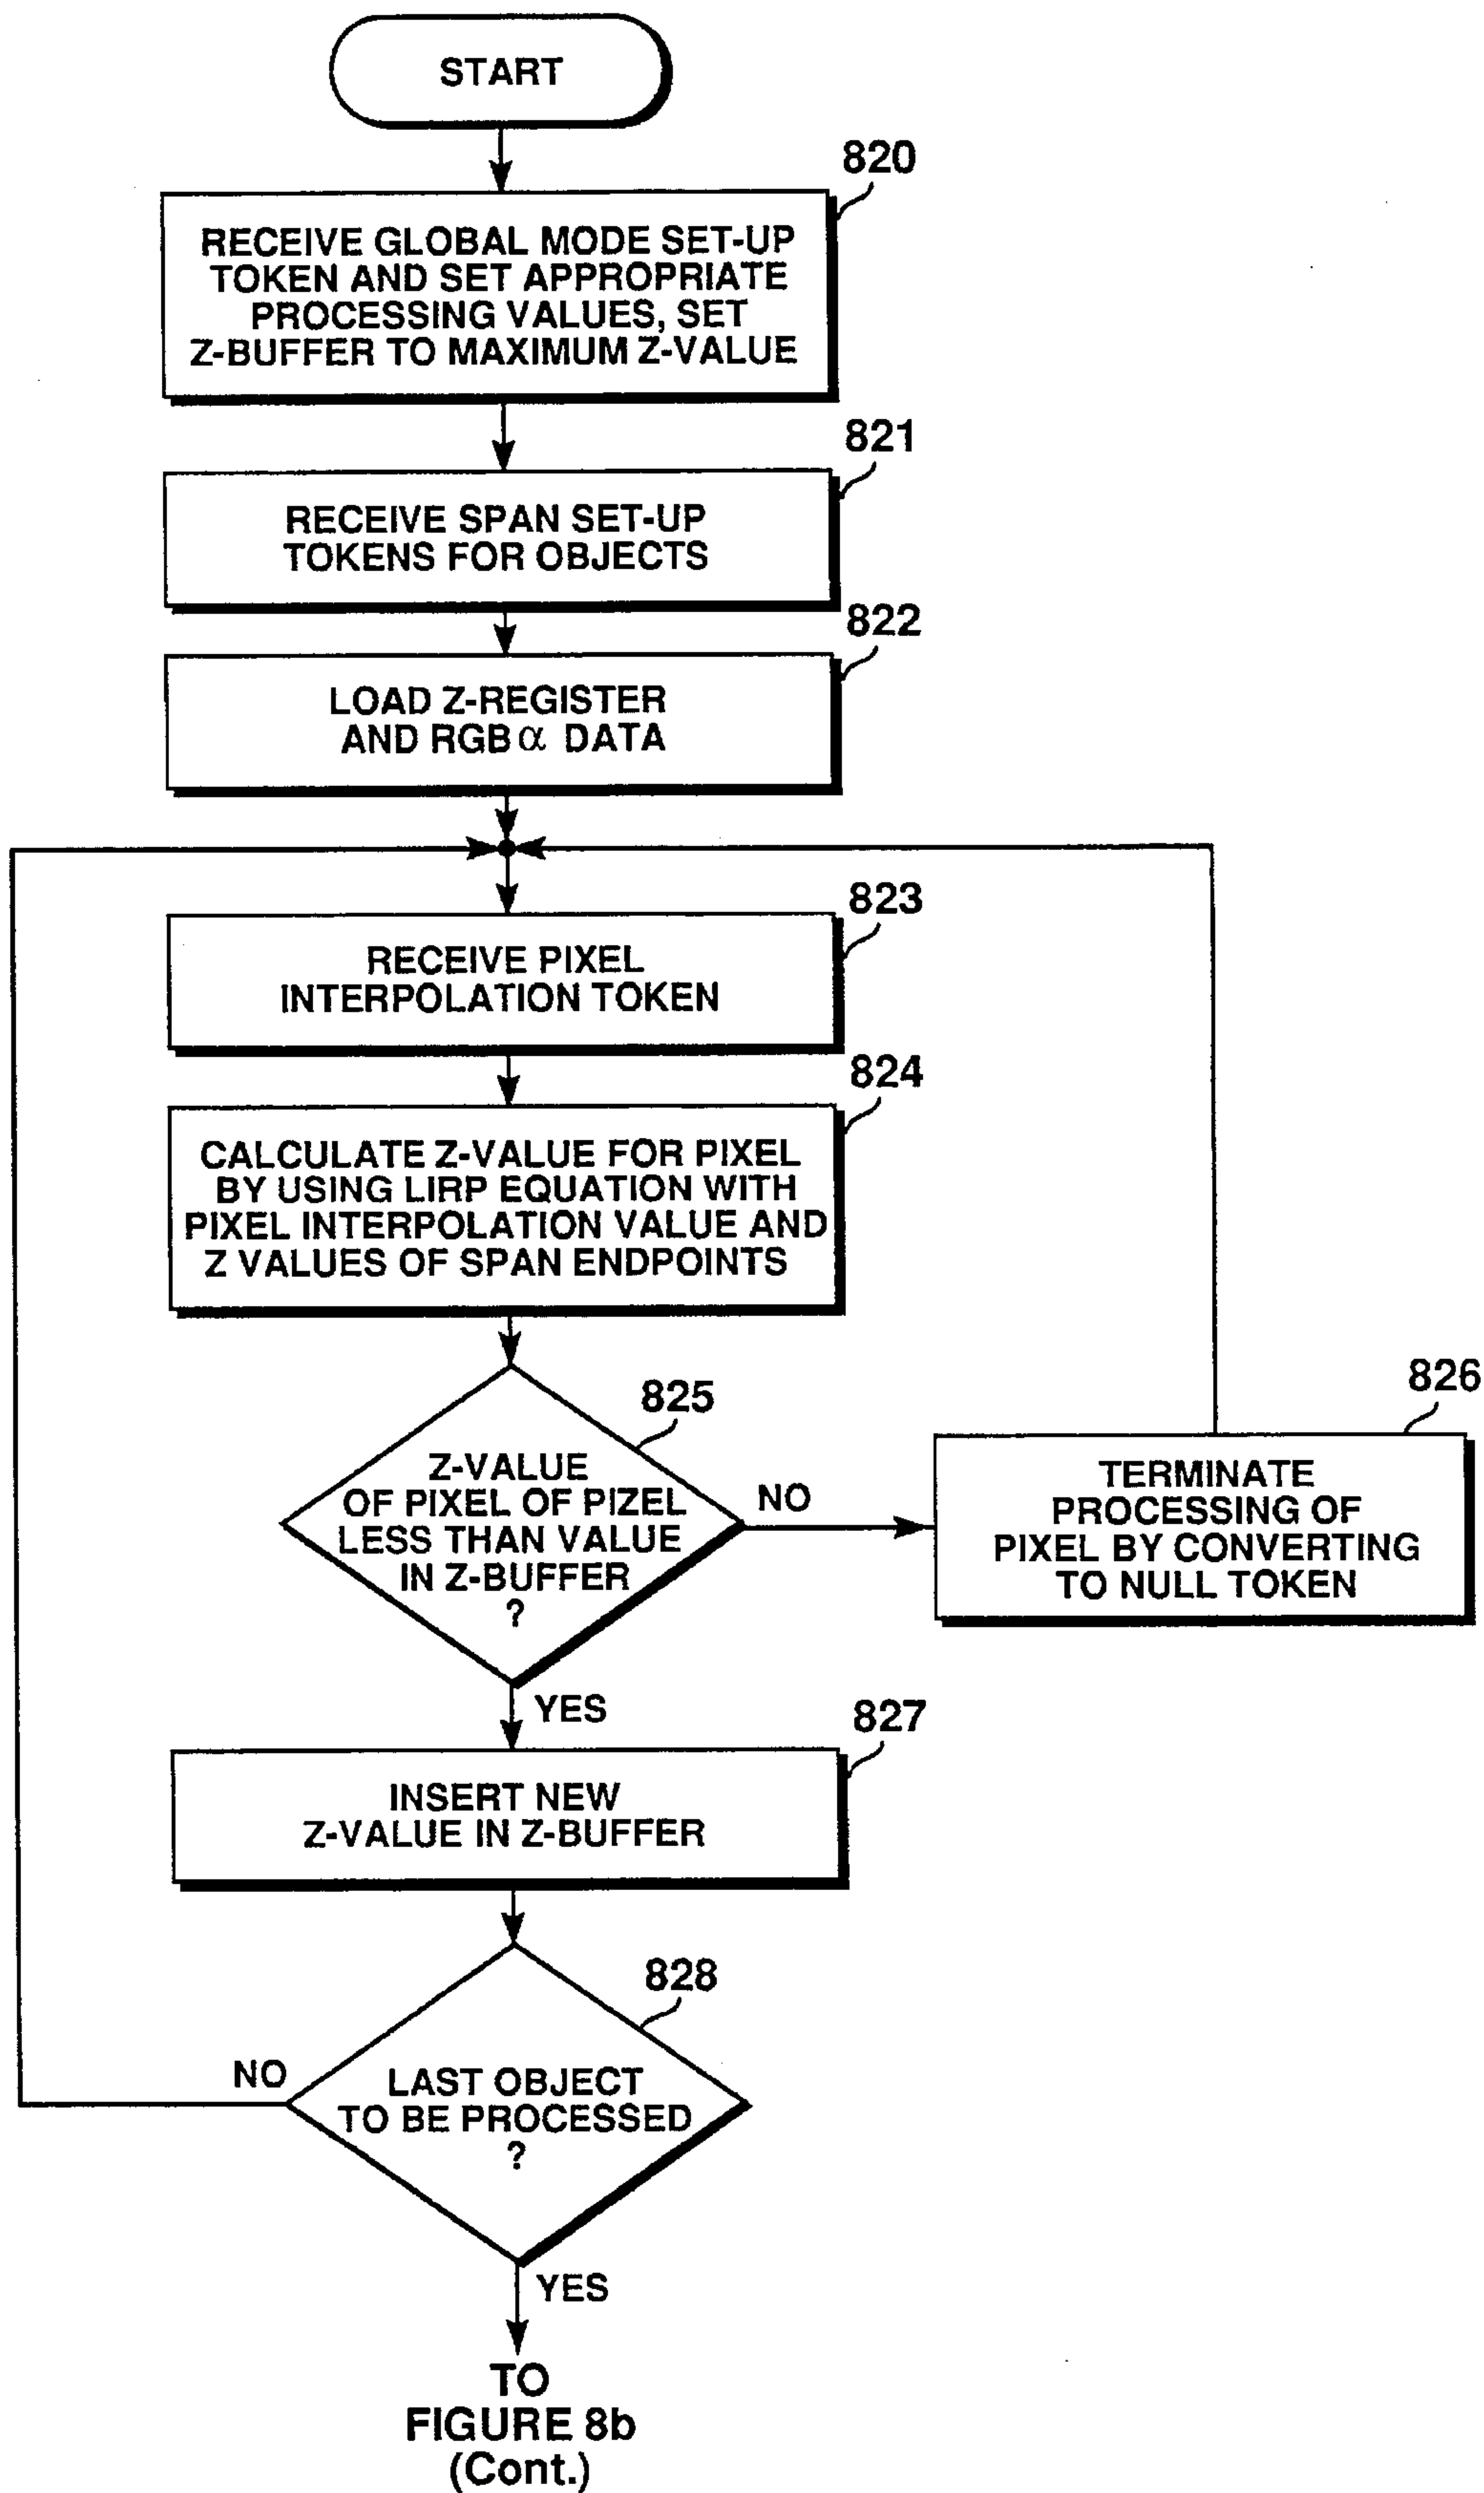 START
820
RECEIVE GLOBAL MODE SET-UP
TOKEN AND SET APPROPRIATE
PROCESSING VALUES, SET
Z-BUFFER TO MAXIMUM Z-VALUE
821
RECEIVE SPAN SET-UP
TOKENS FOR OBJECTS
822
LOAD Z-REGISTER
AND RGB α DATA
823
RECEIVE PIXEL
INTERPOLATION TOKEN
824
CALCULATE Z-VALUE FOR PIXEL
BY USING LIRP EQUATION WITH
PIXEL INTERPOLATION VALUE AND
Z VALUES OF SPAN ENDPOINTS
825
Z-VALUE
OF PIXEL OF PIZEL
LESS THAN VALUE
IN Z-BUFFER
?
NO
826
TERMINATE
PROCESSING OF
PIXEL BY CONVERTING
TO NULL TOKEN
YES
827
INSERT NEW
Z-VALUE IN Z-BUFFER
828
LAST OBJECT
TO BE PROCESSED
?
NO
YES
TO
FIGURE 8b
(Cont.)